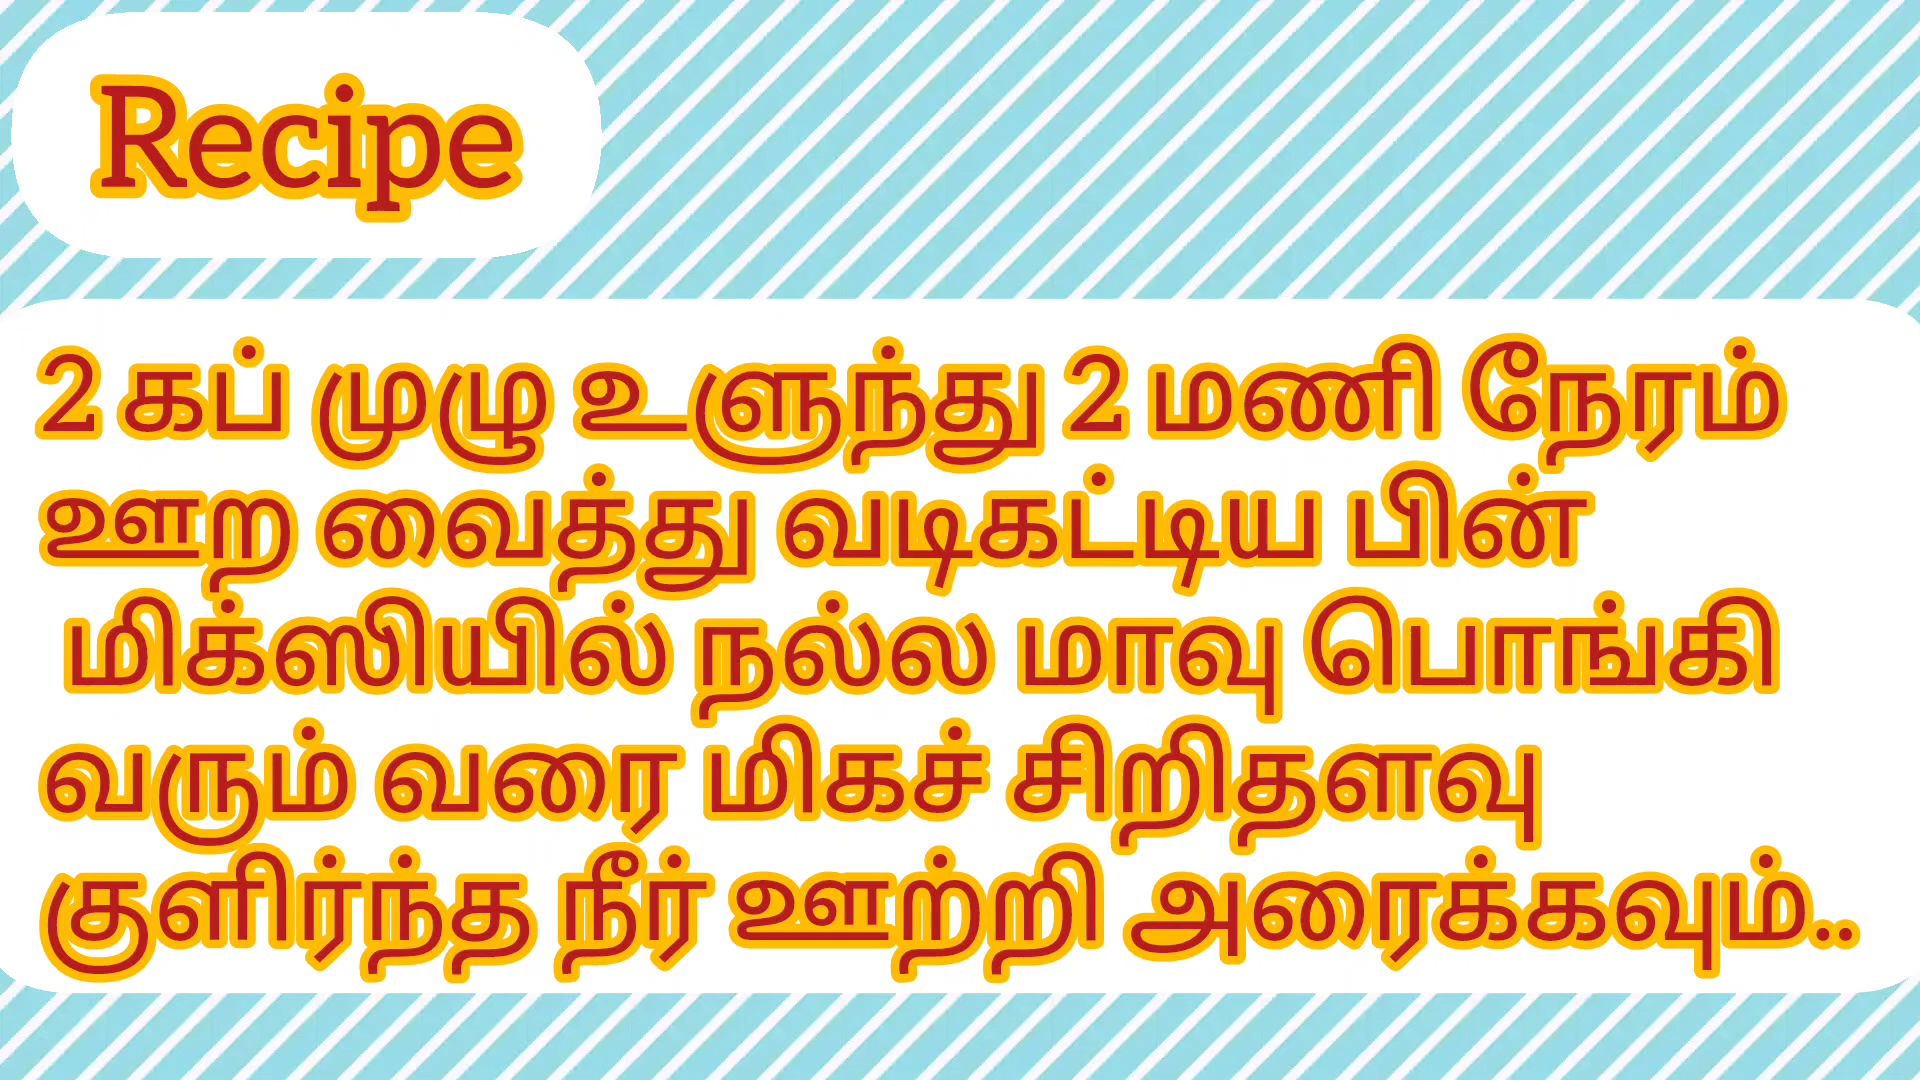 Recipe
2 கப் முழு உளுந்து 2 மணி நேரம்
ஊற வைத்து வடிகட்டிய பின்
மிக்ஸியில் நல்ல மாவு பொங்கி
வரும் வரை மிகச் சிறிதளவு
குளிர்ந்த நீர் ஊற்றி அரைக்கவும்..